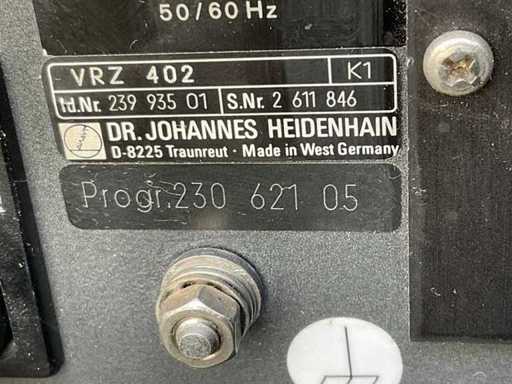 50/60 Hz
VRZ 402 K1
Id.Nr. 239 935 01 S.Nr. 2 611 846
DR. JOHANNES HEIDENHAIN
D-8225 Traunreut · Made in West Germany
Progr. 230 621 05